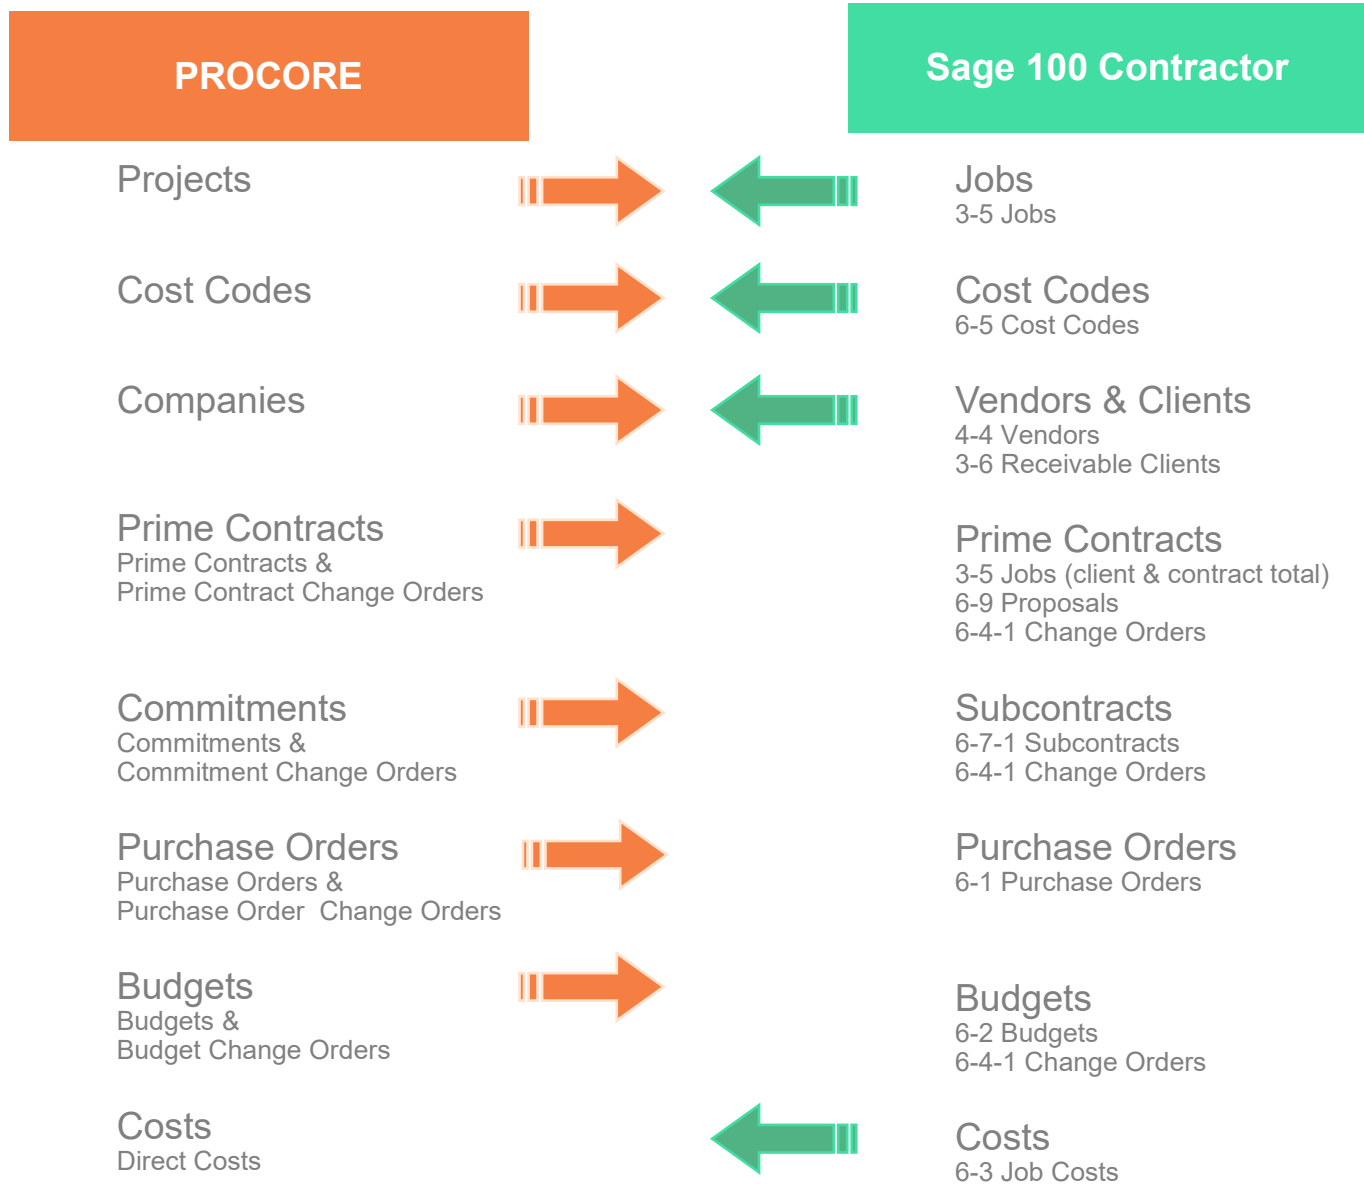 PROCORE
Sage 100 Contractor
Projects
Jobs
3-5 Jobs
Cost Codes
Cost Codes
6-5 Cost Codes
Companies
Vendors & Clients
4-4 Vendors
3-6 Receivable Clients
Prime Contracts
Prime Contracts &
Prime Contract Change Orders
Prime Contracts
3-5 Jobs (client & contract total)
6-9 Proposals
6-4-1 Change Orders
Commitments
Commitments &
Commitment Change Orders
Subcontracts
6-7-1 Subcontracts
6-4-1 Change Orders
Purchase Orders
Purchase Orders &
Purchase Order  Change Orders
Purchase Orders
6-1 Purchase Orders
Budgets
Budgets &
Budget Change Orders
Budgets
6-2 Budgets
6-4-1 Change Orders
Costs
Direct Costs
Costs
6-3 Job Costs